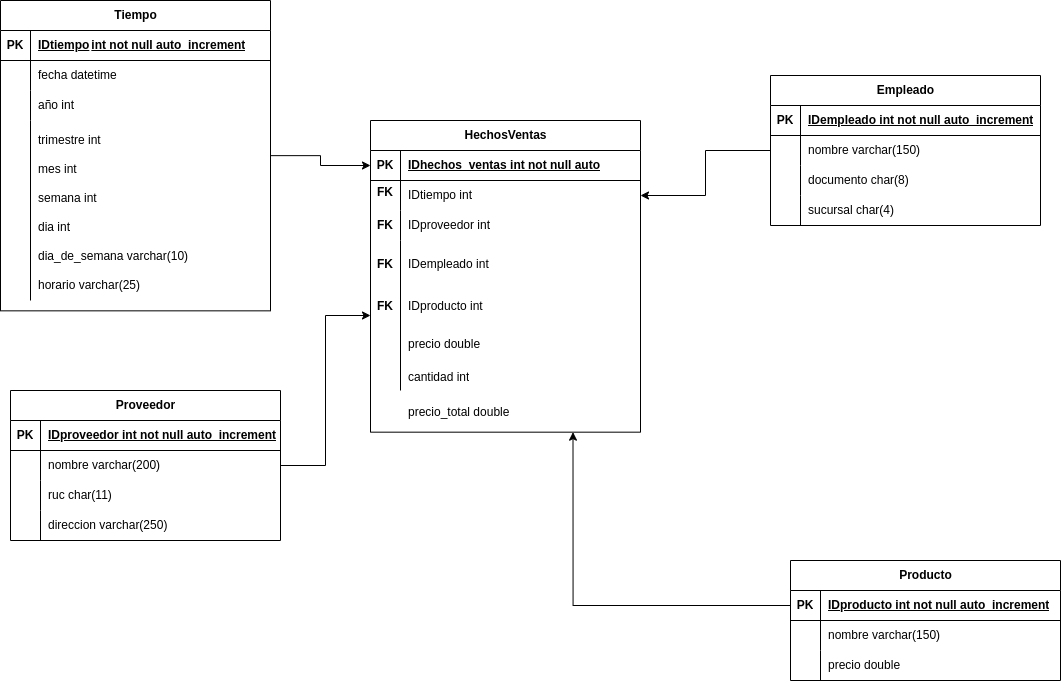 Tiempo
PK IDtiempo int not null auto_increment
fecha datetime
año int
trimestre int
mes int
semana int
dia int
dia_de_semana varchar(10)
horario varchar(25)
HechosVentas
PK IDhechos_ventas int not null auto
FK IDtiempo int
FK IDproveedor int
FK IDempleado int
FK IDproducto int
precio double
cantidad int
precio_total double
Empleado
PK IDempleado int not null auto_increment
nombre varchar(150)
documento char(8)
sucursal char(4)
Proveedor
PK IDproveedor int not null auto_increment
nombre varchar(200)
ruc char(11)
direccion varchar(250)
Producto
PK IDproducto int not null auto_increment
nombre varchar(150)
precio double